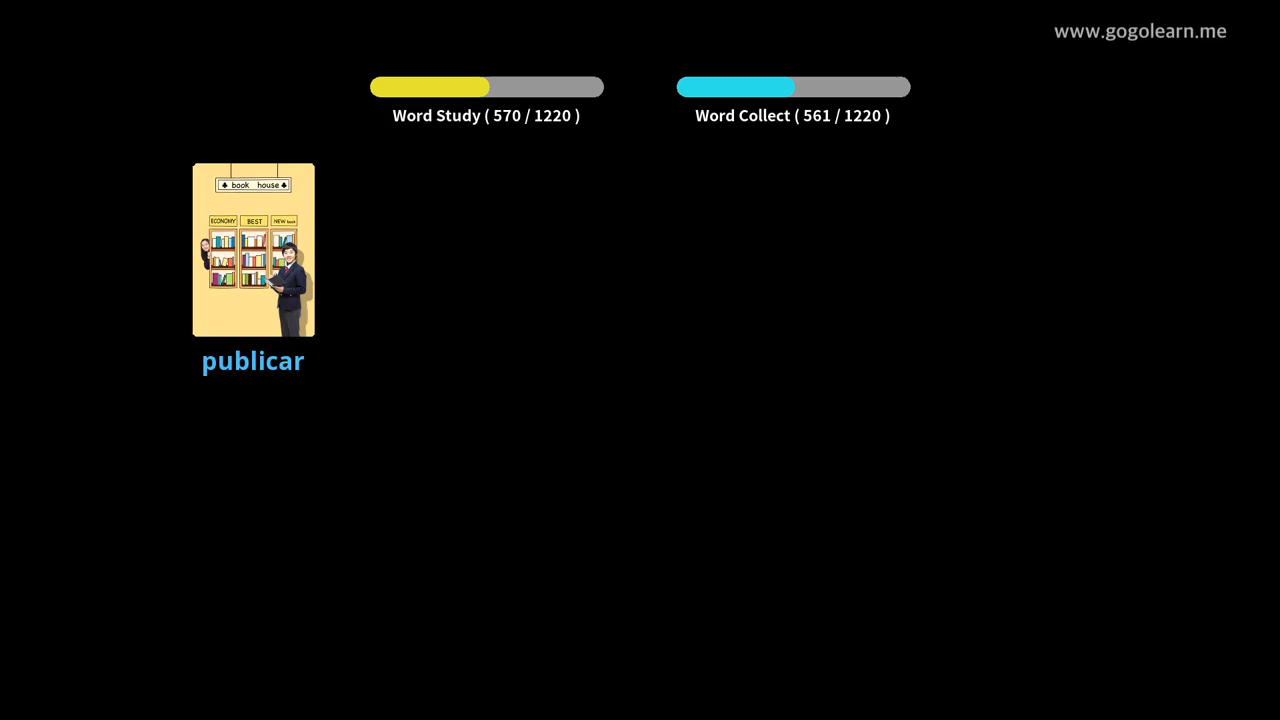 www.gogolearn.me
Word Study ( 570 / 1220 )
Word Collect ( 561 / 1220 )
book house
ECONOMY
BEST
NEW book
publicar